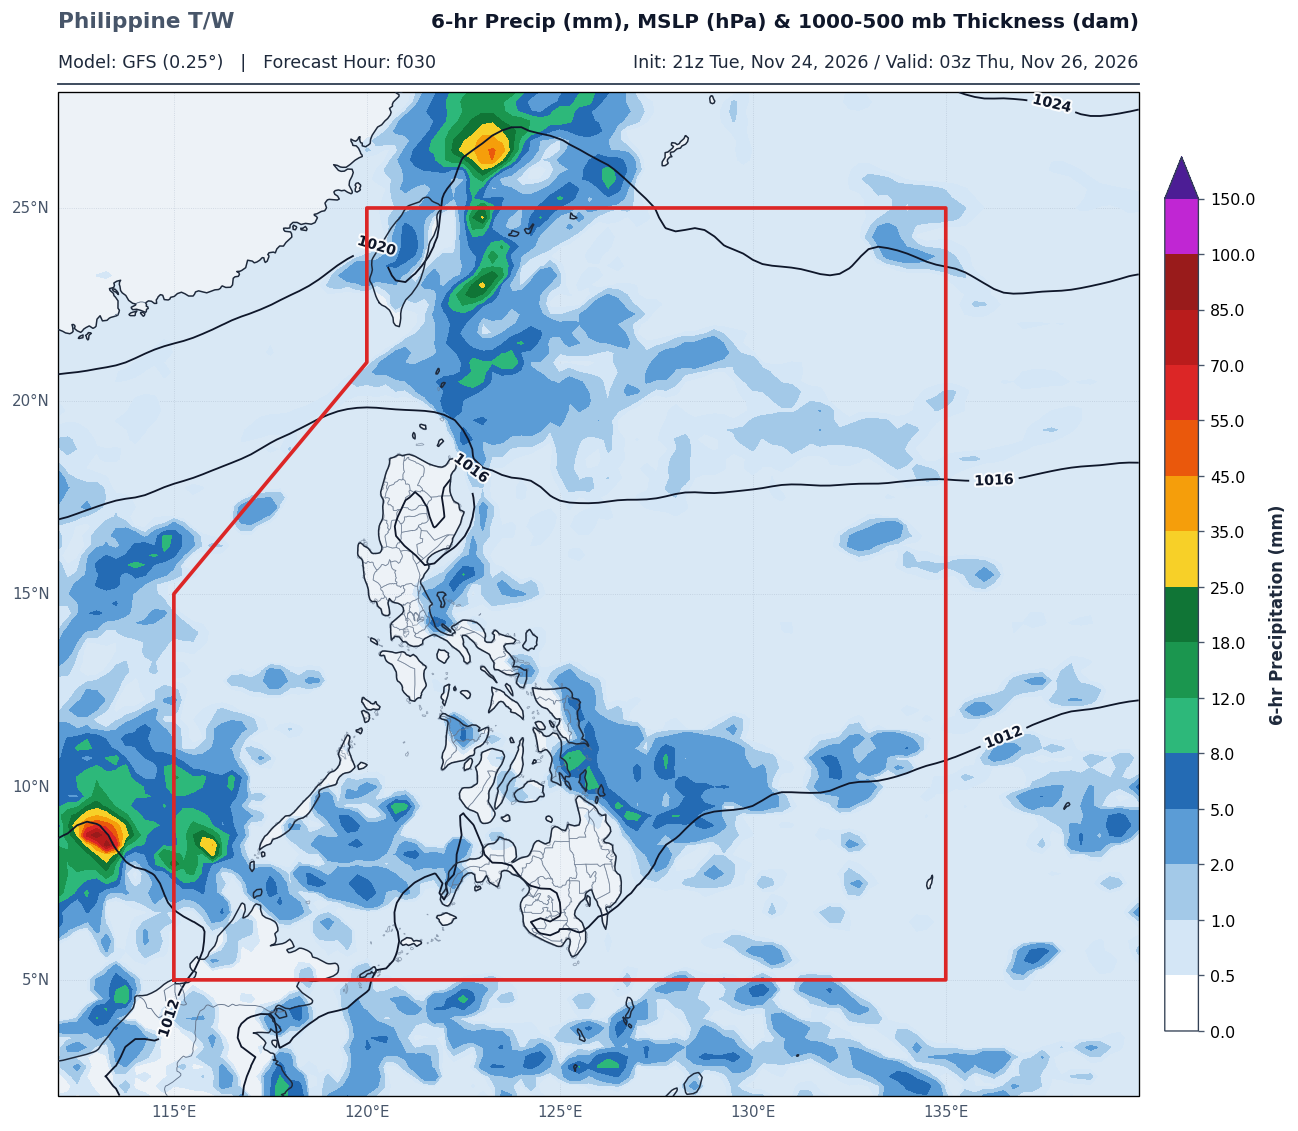 Philippine T/W
6-hr Precip (mm), MSLP (hPa) & 1000-500 mb Thickness (dam)
Model: GFS (0.25°) | Forecast Hour: f030
Init: 21z Tue, Nov 24, 2026 / Valid: 03z Thu, Nov 26, 2026
1024
1020
1016
1016
1012
1012
25°N
20°N
15°N
10°N
5°N
115°E
120°E
125°E
130°E
135°E
150.0
100.0
85.0
70.0
55.0
45.0
35.0
25.0
18.0
12.0
8.0
5.0
2.0
1.0
0.5
0.0
6-hr Precipitation (mm)